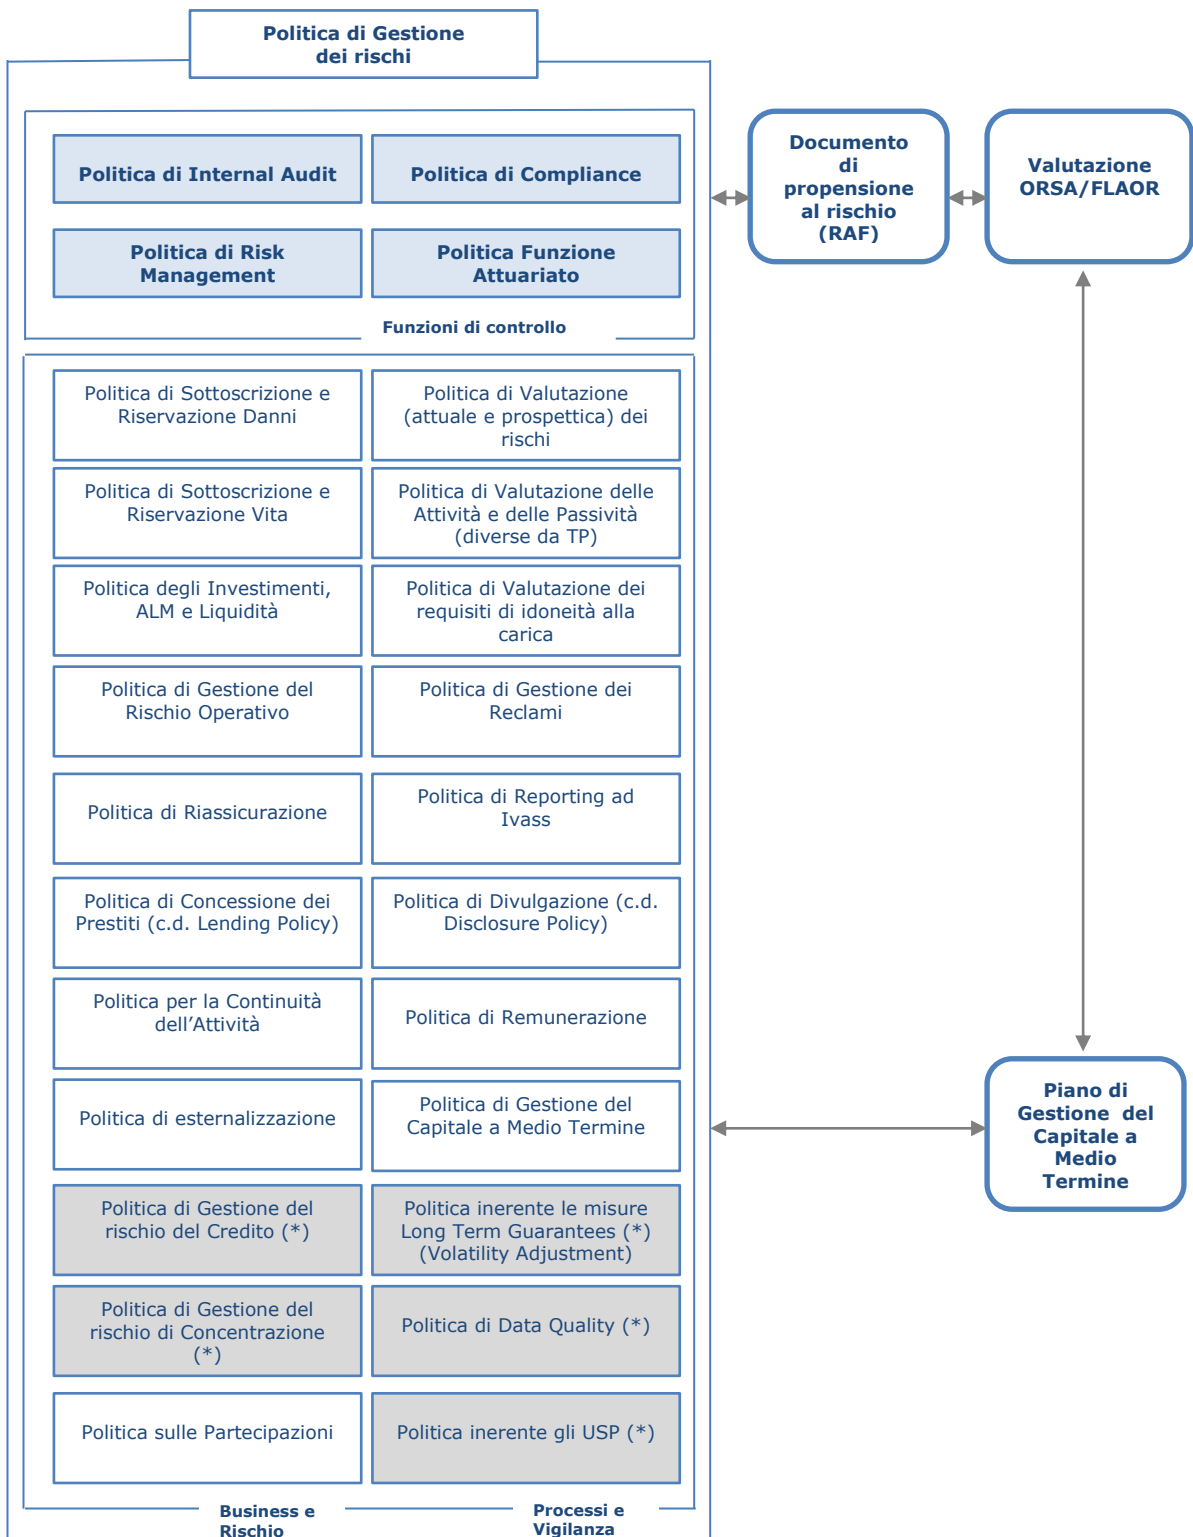 Politica di Gestione
dei rischi
Politica di Internal Audit
Politica di Compliance
Politica di Risk
Management
Politica Funzione
Attuariato
Funzioni di controllo
Documento
di
propensione
al rischio
(RAF)
Valutazione
ORSA/FLAOR
Politica di Sottoscrizione e
Riservazione Danni
Politica di Valutazione
(attuale e prospettica) dei
rischi
Politica di Sottoscrizione e
Riservazione Vita
Politica di Valutazione delle
Attività e delle Passività
(diverse da TP)
Politica degli Investimenti,
ALM e Liquidità
Politica di Valutazione dei
requisiti di idoneità alla
carica
Politica di Gestione del
Rischio Operativo
Politica di Gestione dei
Reclami
Politica di Riassicurazione
Politica di Reporting ad
Ivass
Politica di Concessione dei
Prestiti (c.d. Lending Policy)
Politica di Divulgazione (c.d.
Disclosure Policy)
Politica per la Continuità
dell’Attività
Politica di Remunerazione
Politica di esternalizzazione
Politica di Gestione del
Capitale a Medio Termine
Piano di
Gestione del
Capitale a
Medio
Termine
Politica di Gestione del
rischio del Credito (*)
Politica inerente le misure
Long Term Guarantees (*)
(Volatility Adjustment)
Politica di Gestione del
rischio di Concentrazione
(*)
Politica di Data Quality (*)
Politica sulle Partecipazioni
Politica inerente gli USP (*)
Business e
Rischio
Processi e
Vigilanza